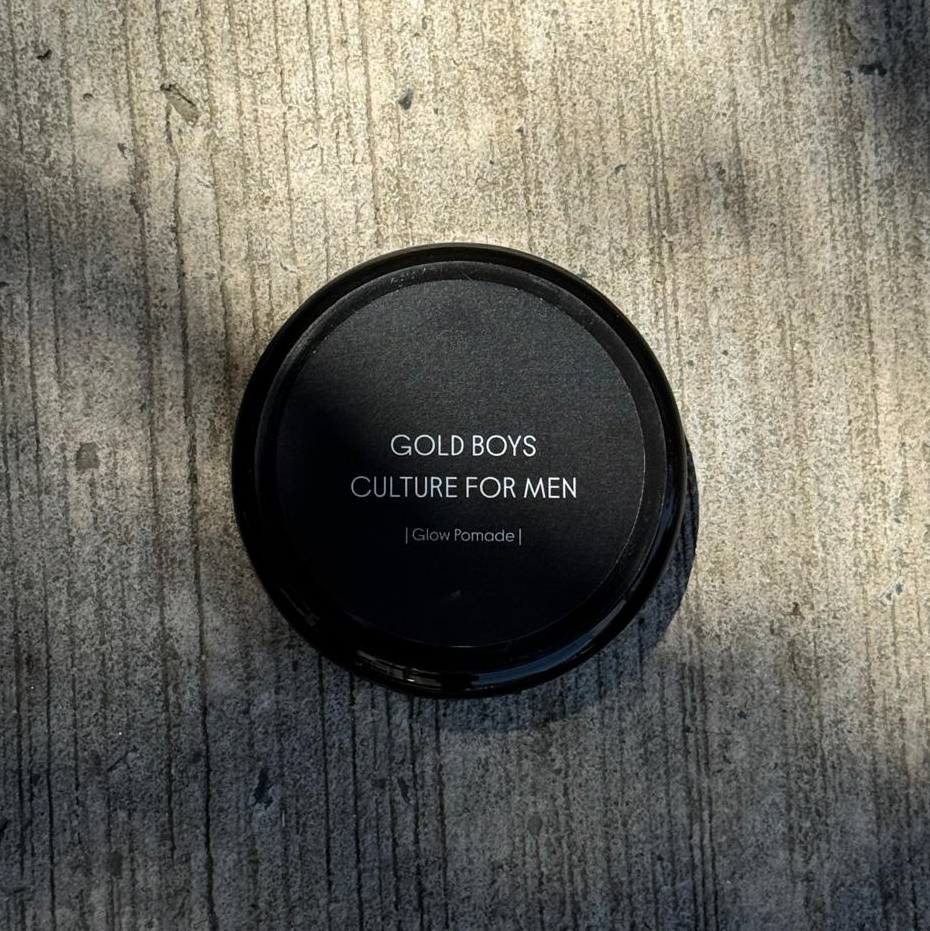 GOLD BOYS
CULTURE FOR MEN
| Glow Pomade |